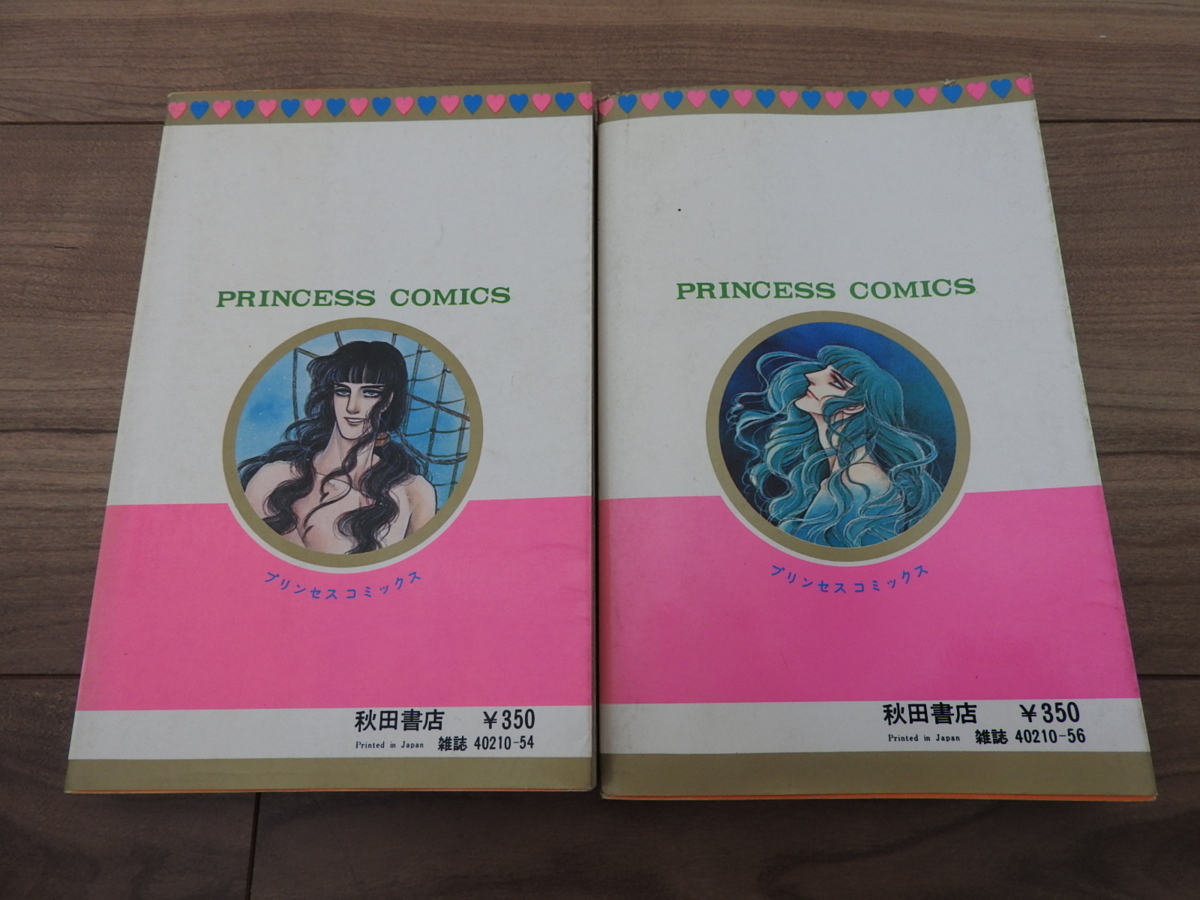 PRINCESS COMICS
プリンセスコミックス
秋田書店 ￥350
Printed in Japan 雑誌 40210-54
PRINCESS COMICS
プリンセスコミックス
秋田書店 ￥350
Printed in Japan 雑誌 40210-56